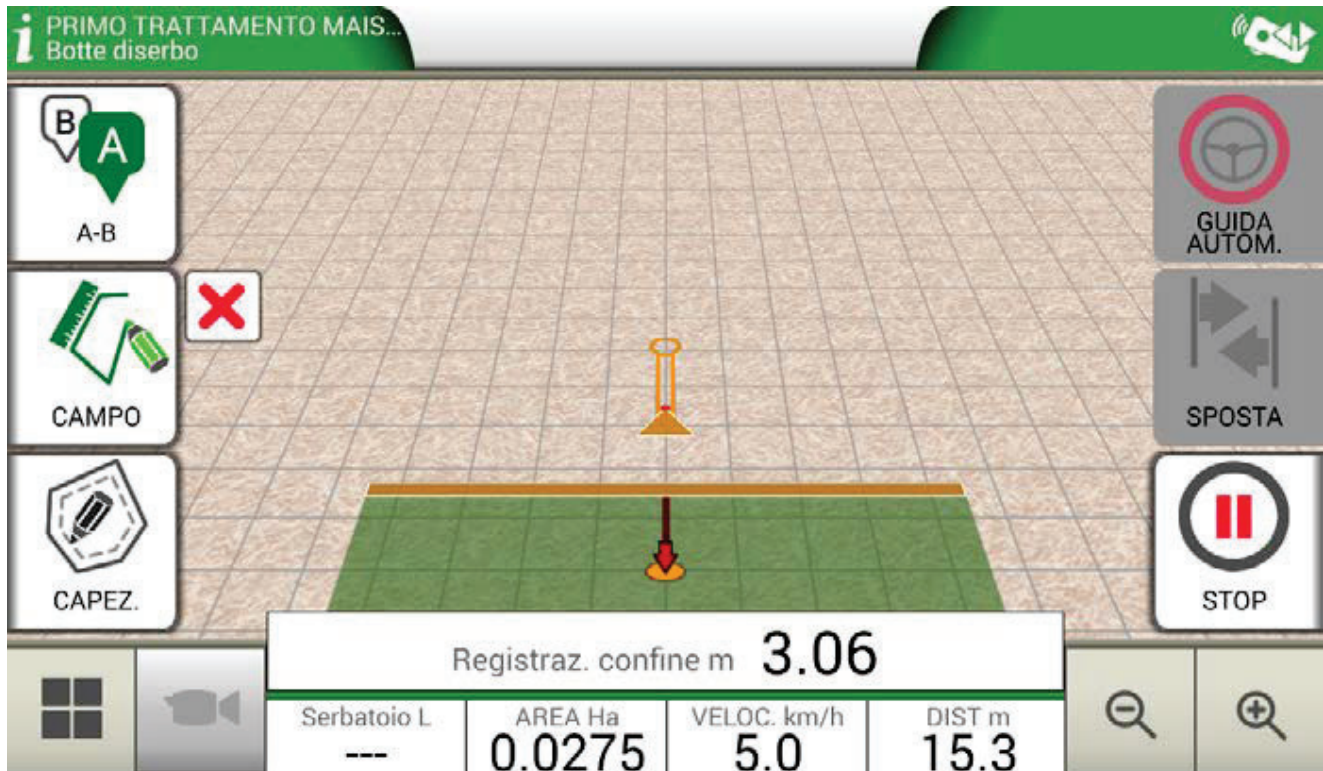 PRIMO TRATTAMENTO MAIS...
Botte diserbo
B
A
A-B
CAMPO
CAPEZ.
GUIDA
AUTOM.
SPOSTA
STOP
Registraz. confine m 3.06
Serbatoio L
---
AREA Ha
0.0275
VELOC. km/h
5.0
DIST m
15.3